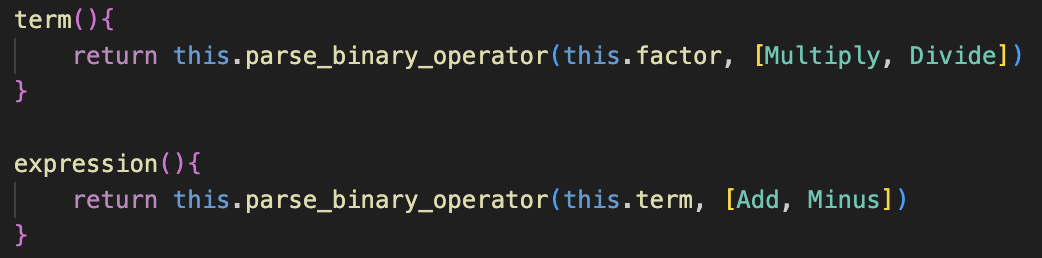 term(){
    return this.parse_binary_operator(this.factor, [Multiply, Divide])
}
expression(){
    return this.parse_binary_operator(this.term, [Add, Minus])
}